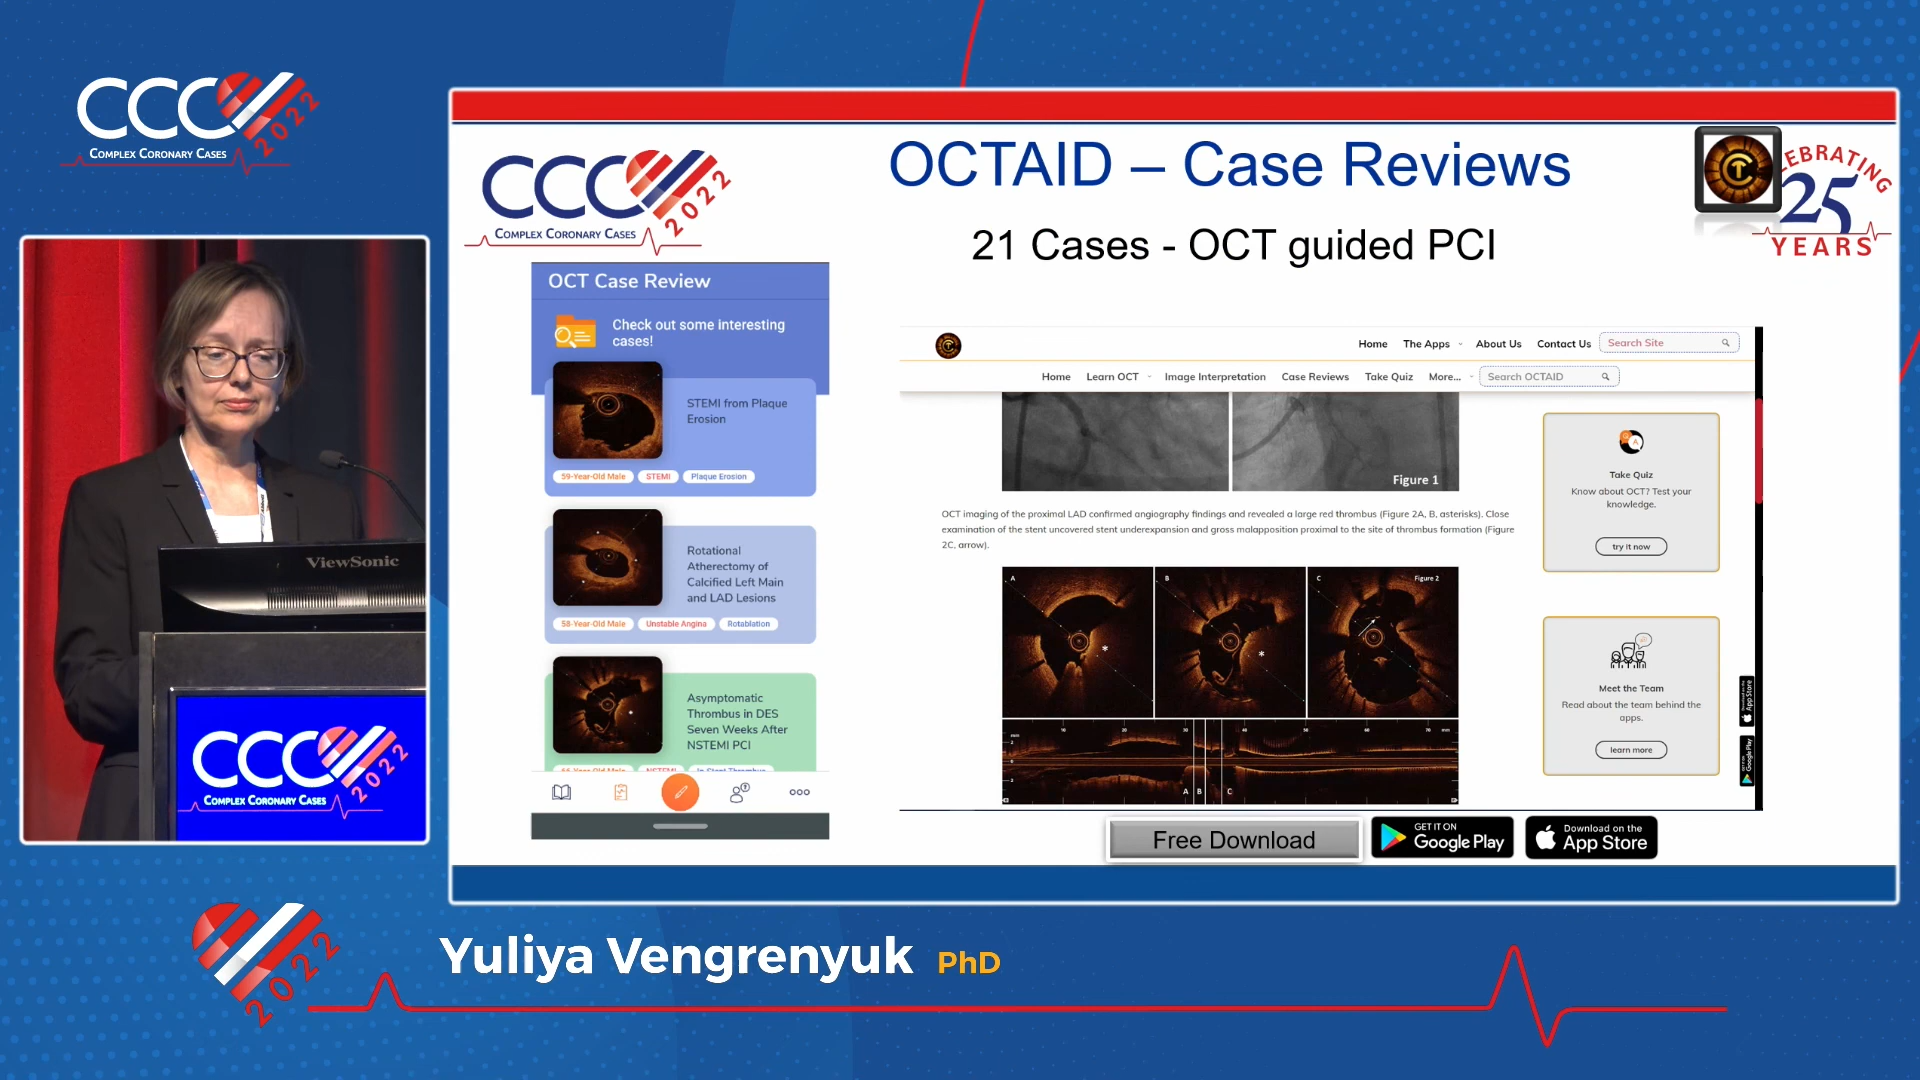 CCC
2022
COMPLEX CORONARY CASES
CCC
2022
COMPLEX CORONARY CASES
OCTAID – Case Reviews
21 Cases - OCT guided PCI
EBRATING
25
YEARS
OCT Case Review
Check out some interesting
cases!
STEMI from Plaque
Erosion
59-Year-Old Male
STEMI
Plaque Erosion
Rotational
Atherectomy of
Calcified Left Main
and LAD Lesions
58-Year-Old Male
Unstable Angina
Rotablation
Asymptomatic
Thrombus in DES
Seven Weeks After
NSTEMI PCI
Home The Apps About Us Contact Us Search Site
Home Learn OCT Image Interpretation Case Reviews Take Quiz More... Search OCTAID
Figure 1
OCT imaging of the proximal LAD confirmed angiography findings and revealed a large red thrombus (Figure 2A, B, asterisks). Close
examination of the stent uncovered stent underexpansion and gross malapposition proximal to the site of thrombus formation (Figure
2C, arrow).
A B C Figure 2
* *
A B C
Take Quiz
Know about OCT? Test your
knowledge.
try it now
Meet the Team
Read about the team behind the
apps.
learn more
App Store
Google Play
Free Download
GET IT ON
Google Play
Download on the
App Store
ViewSonic
CCC
2022
COMPLEX CORONARY CASES
2022
Yuliya Vengrenyuk PhD